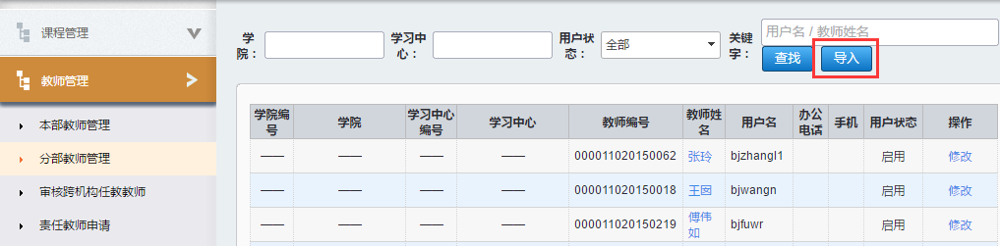 课程管理
教师管理
本部教师管理
分部教师管理
审核跨机构任教教师
责任教师申请
学院：
学习中心：
用户状态：
全部
关键字：
用户名 / 教师姓名
查找
导入
学院编号 学院 学习中心编号 学习中心 教师编号 教师姓名 用户名 办公电话 手机 用户状态 操作
—— —— —— —— 000011020150062 张玲 bjzhangl1 启用 修改
—— —— —— —— 000011020150018 王囡 bjwangn 启用 修改
—— —— —— —— 000011020150219 傅伟如 bjfuwr 启用 修改